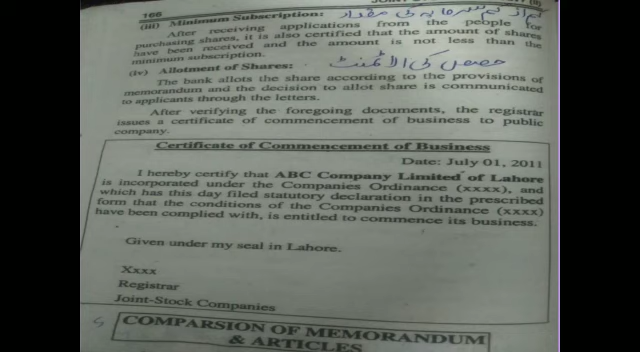 166
(iii) Minimum Subscription: کم از کم سرمایہ کی مقدار
After receiving applications from the people for
purchasing shares, it is also certified that the amount of shares
have been received and the amount is not less than the
minimum subscription.
(iv) Allotment of Shares: حصص کی الاٹمنٹ
The bank allots the share according to the provisions of
memorandum and the decision to allot share is communicated
to applicants through the letters.
After verifying the foregoing documents, the registrar
issues a certificate of commencement of business to public
company.
Certificate of Commencement of Business
Date: July 01, 2011
I hereby certify that ABC Company Limited of Lahore
is incorporated under the Companies Ordinance (xxxx), and
which has this day filed statutory declaration in the prescribed
form that the conditions of the Companies Ordinance (xxxx)
have been complied with, is entitled to commence its business.
Given under my seal in Lahore.
Xxxx
Registrar
Joint-Stock Companies
COMPARSION OF MEMORANDUM
& ARTICLES